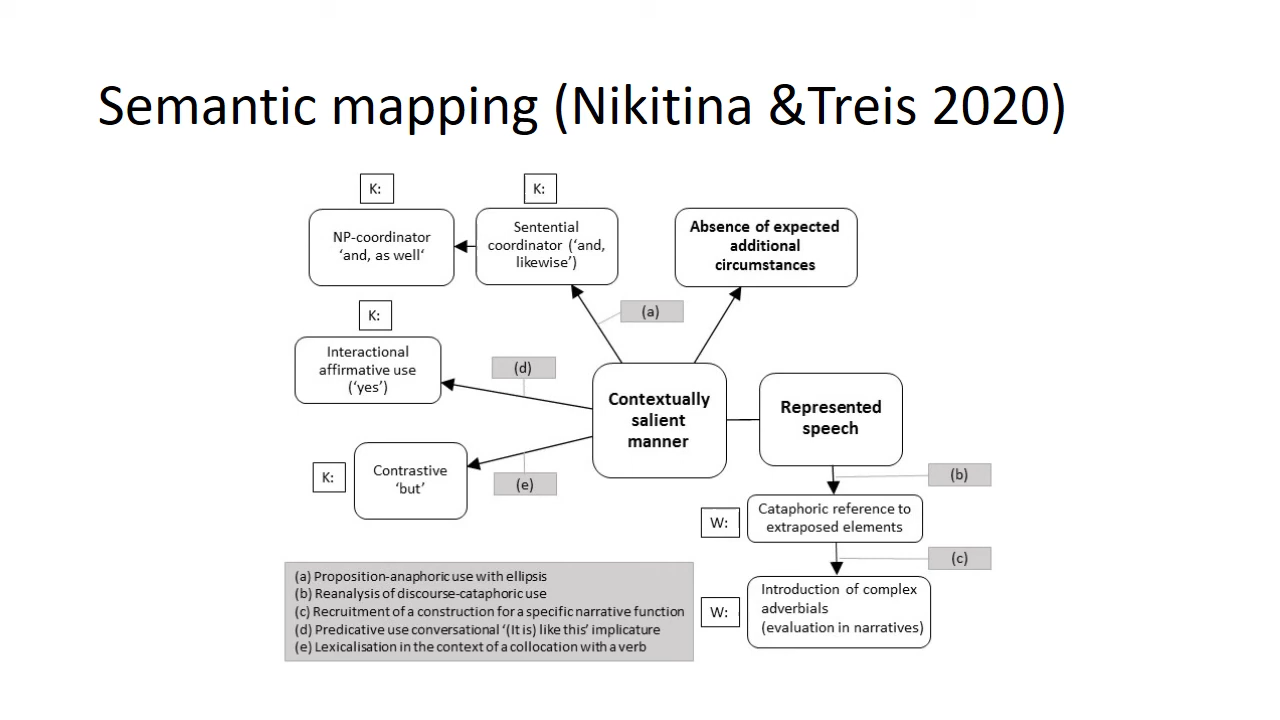 Semantic mapping (Nikitina &Treis 2020)
K:
K:
NP-coordinator
‘and, as well‘
Sentential
coordinator (‘and,
likewise’)
Absence of expected
additional
circumstances
(a)
K:
Interactional
affirmative use
(‘yes’)
(d)
Contextually
salient
manner
Represented
speech
K:
Contrastive
‘but’
(e)
(b)
W:
Cataphoric reference to
extraposed elements
(c)
W:
Introduction of complex
adverbials
(evaluation in narratives)
(a) Proposition-anaphoric use with ellipsis
(b) Reanalysis of discourse-cataphoric use
(c) Recruitment of a construction for a specific narrative function
(d) Predicative use conversational ‘(It is) like this’ implicature
(e) Lexicalisation in the context of a collocation with a verb